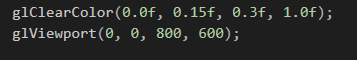 glClearColor(0.0f, 0.15f, 0.3f, 1.0f);
glViewport(0, 0, 800, 600);